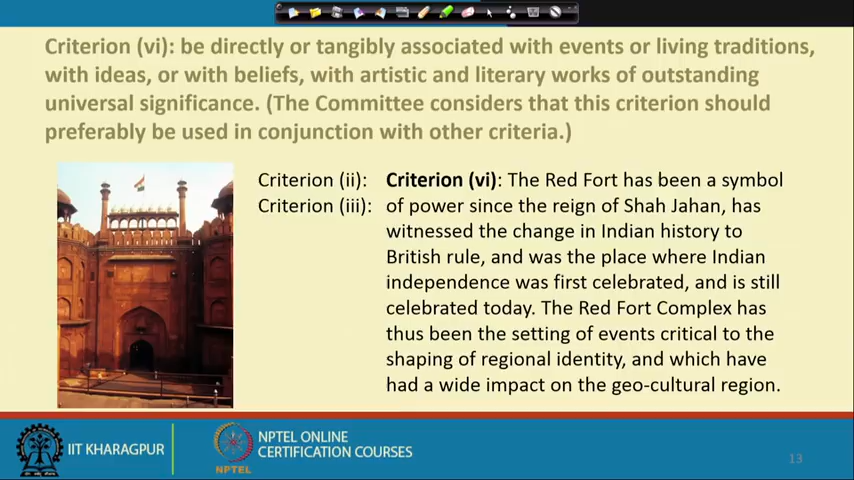 Criterion (vi): be directly or tangibly associated with events or living traditions,
with ideas, or with beliefs, with artistic and literary works of outstanding
universal significance. (The Committee considers that this criterion should
preferably be used in conjunction with other criteria.)
Criterion (ii):
Criterion (iii):
Criterion (vi): The Red Fort has been a symbol
of power since the reign of Shah Jahan, has
witnessed the change in Indian history to
British rule, and was the place where Indian
independence was first celebrated, and is still
celebrated today. The Red Fort Complex has
thus been the setting of events critical to the
shaping of regional identity, and which have
had a wide impact on the geo-cultural region.
IIT KHARAGPUR
NPTEL
NPTEL ONLINE
CERTIFICATION COURSES
13